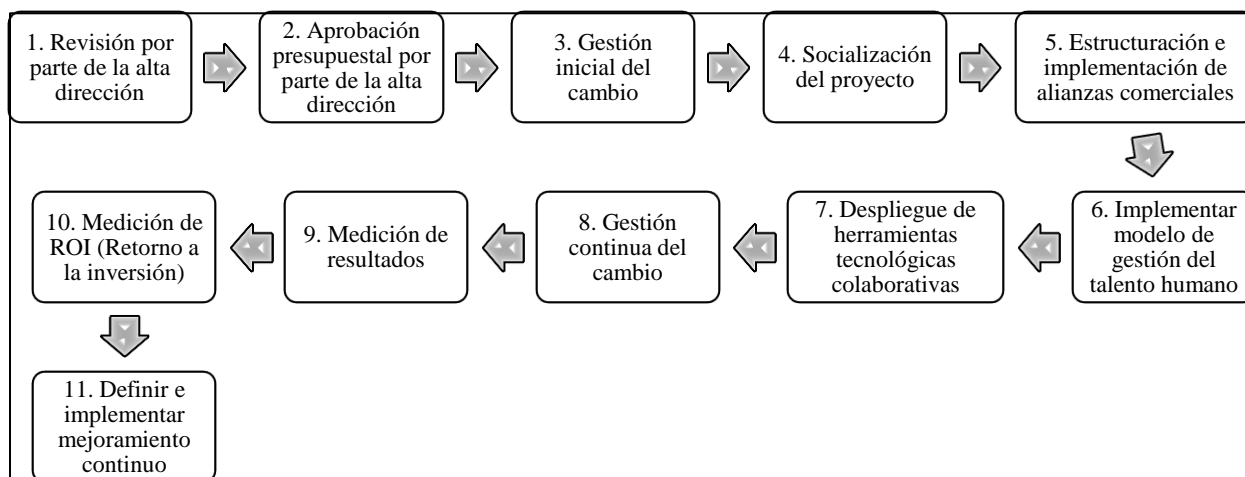 1. Revisión por
parte de la alta
dirección
2. Aprobación
presupuestal por
parte de la alta
dirección
3. Gestión
inicial del
cambio
4. Socialización
del proyecto
5. Estructuración e
implementación de
alianzas comerciales
6. Implementar
modelo de
gestión del
talento humano
7. Despliegue de
herramientas
tecnológicas
colaborativas
8. Gestión
continua del
cambio
9. Medición de
resultados
10. Medición de
ROI (Retorno a
la inversión)
11. Definir e
implementar
mejoramiento
continuo